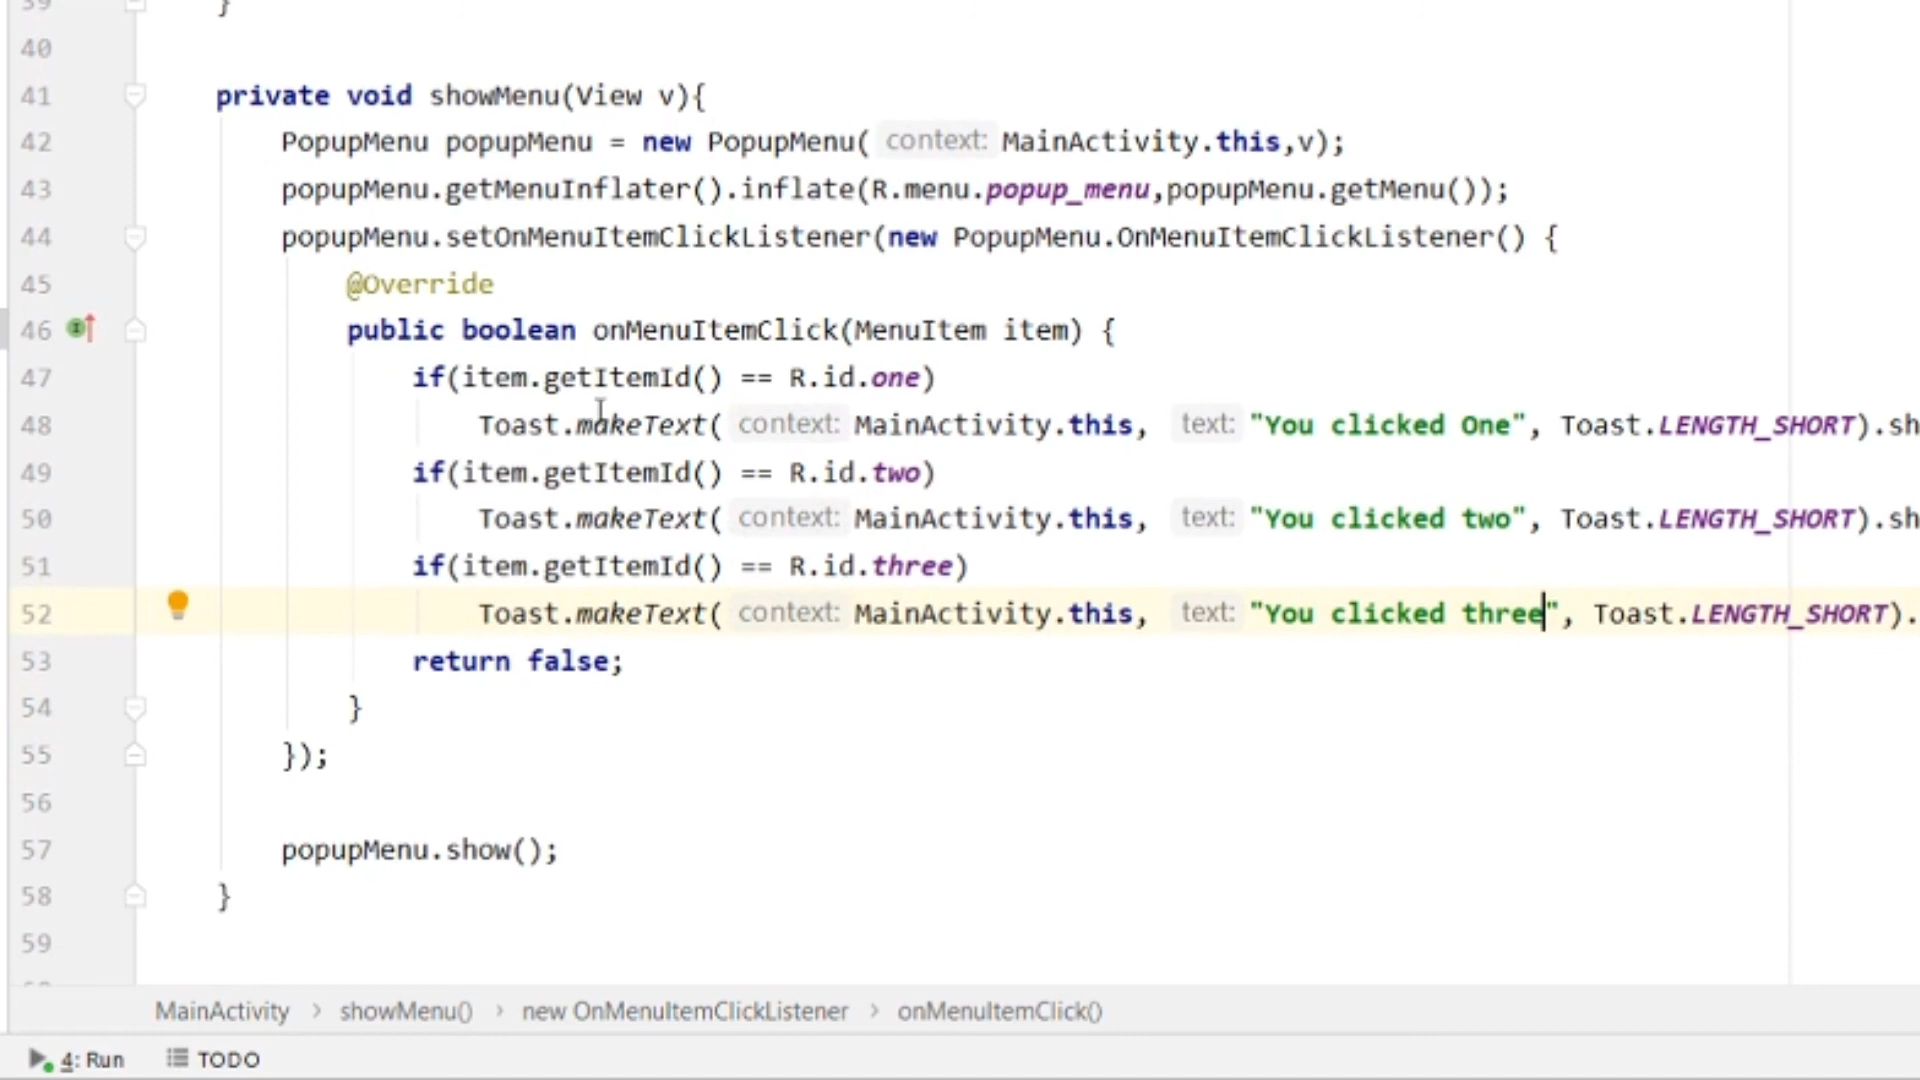 39 }
40
41 private void showMenu(View v){
42 PopupMenu popupMenu = new PopupMenu( context: MainActivity.this,v);
43 popupMenu.getMenuInflater().inflate(R.menu.popup_menu,popupMenu.getMenu());
44 popupMenu.setOnMenuItemClickListener(new PopupMenu.OnMenuItemClickListener() {
45 @Override
46 public boolean onMenuItemClick(MenuItem item) {
47 if(item.getItemId() == R.id.one)
48 Toast.makeText( context: MainActivity.this, text: "You clicked One", Toast.LENGTH_SHORT).sh
49 if(item.getItemId() == R.id.two)
50 Toast.makeText( context: MainActivity.this, text: "You clicked two", Toast.LENGTH_SHORT).sh
51 if(item.getItemId() == R.id.three)
52 Toast.makeText( context: MainActivity.this, text: "You clicked three", Toast.LENGTH_SHORT).
53 return false;
54 }
55 });
56
57 popupMenu.show();
58 }
59
MainActivity > showMenu() > new OnMenuItemClickListener > onMenuItemClick()
4: Run TODO